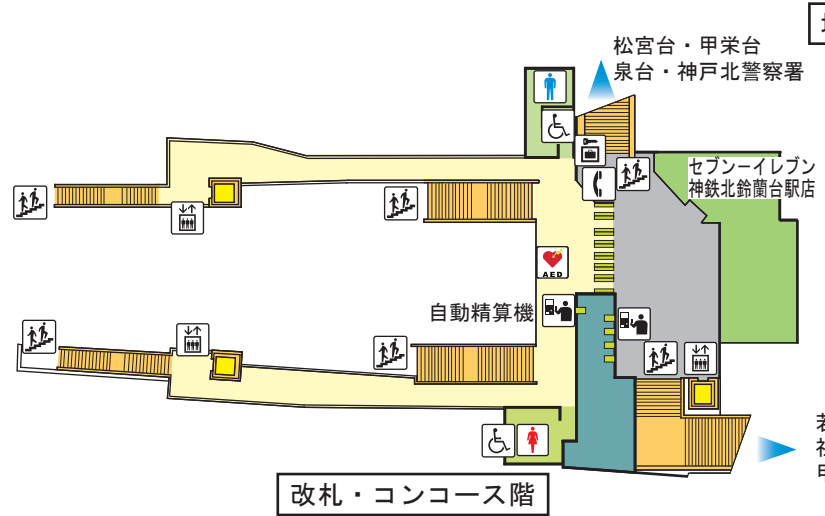 松宮台・甲栄台
泉台・神戸北警察署
セブンーイレブン
神鉄北鈴蘭台駅店
AED
自動精算機
改札・コンコース階